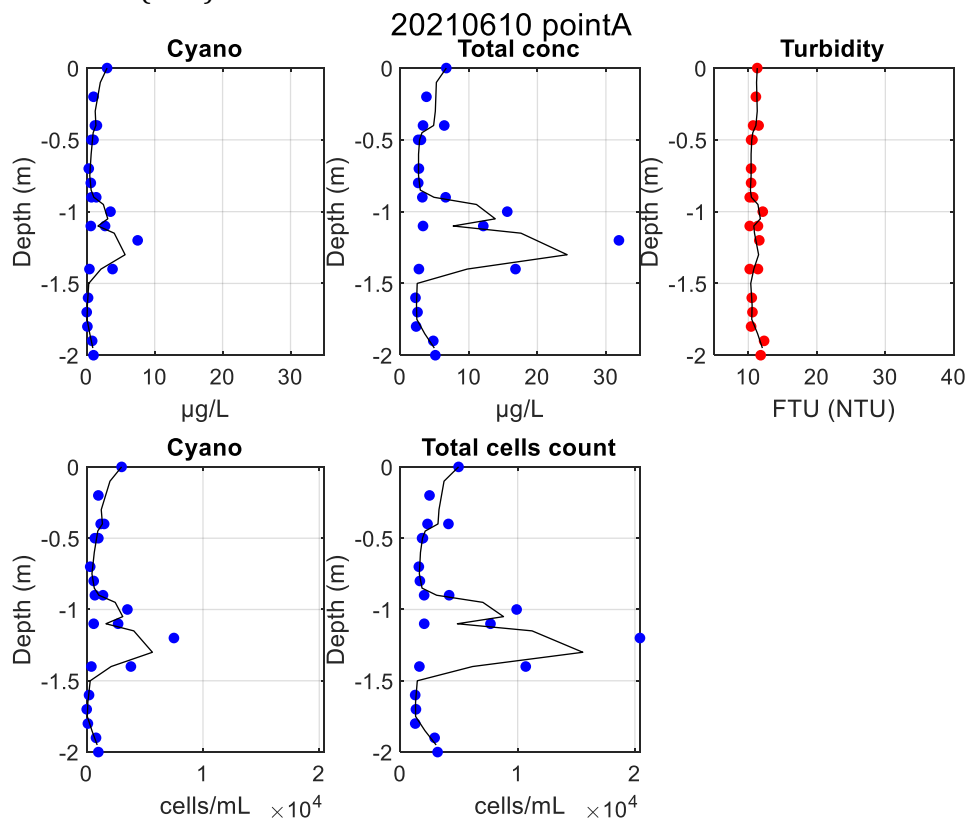 20210610 pointA
Cyano
Total conc
Turbidity
0
-0.5
-1
-1.5
-2
Depth (m)
0 10 20 30
µg/L
0
-0.5
-1
-1.5
-2
Depth (m)
0 10 20 30
µg/L
0
-0.5
-1
-1.5
-2
Depth (m)
10 20 30 40
FTU (NTU)
Cyano
Total cells count
0
-0.5
-1
-1.5
-2
Depth (m)
0 1 2
cells/mL ×10⁴
0
-0.5
-1
-1.5
-2
Depth (m)
0 1 2
cells/mL ×10⁴